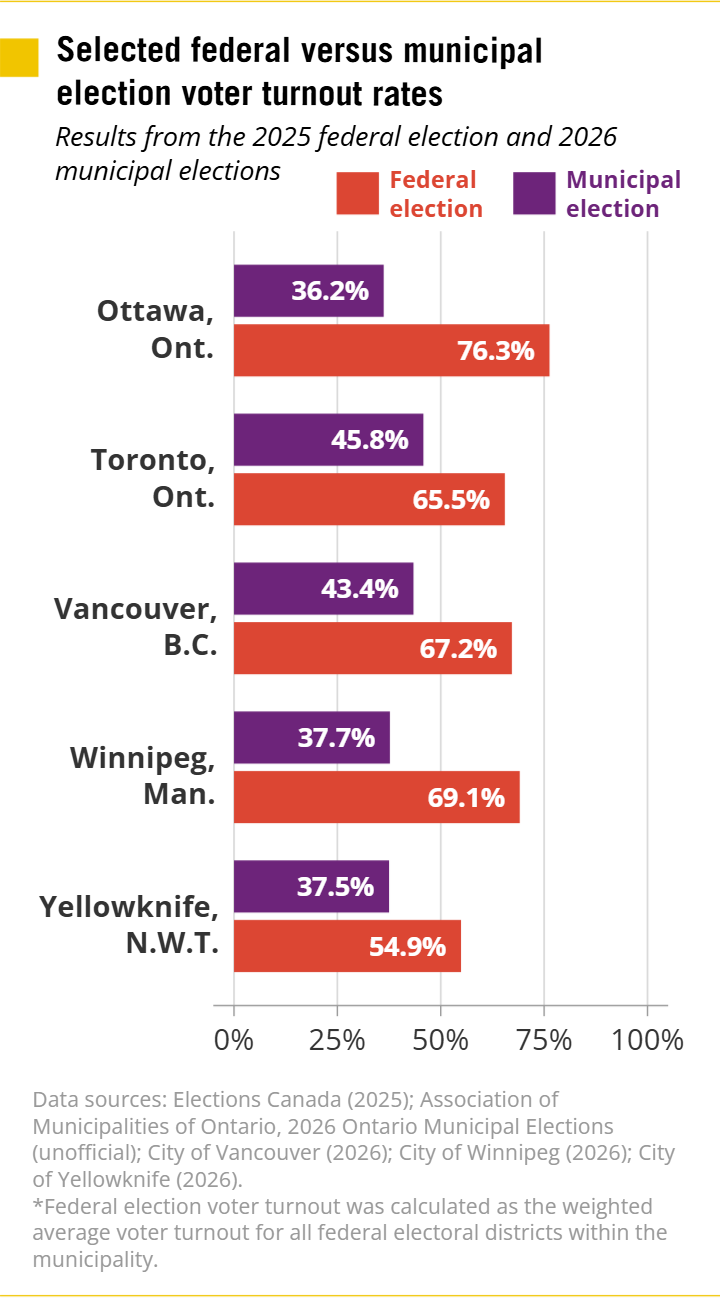 Selected federal versus municipal
election voter turnout rates
Results from the 2025 federal election and 2026
municipal elections
Federal
election
Municipal
election
Ottawa,
Ont.
36.2%
76.3%
Toronto,
Ont.
45.8%
65.5%
Vancouver,
B.C.
43.4%
67.2%
Winnipeg,
Man.
37.7%
69.1%
Yellowknife,
N.W.T.
37.5%
54.9%
0%
25%
50%
75%
100%
Data sources: Elections Canada (2025); Association of
Municipalities of Ontario, 2026 Ontario Municipal Elections
(unofficial); City of Vancouver (2026); City of Winnipeg (2026); City
of Yellowknife (2026).
*Federal election voter turnout was calculated as the weighted
average voter turnout for all federal electoral districts within the
municipality.